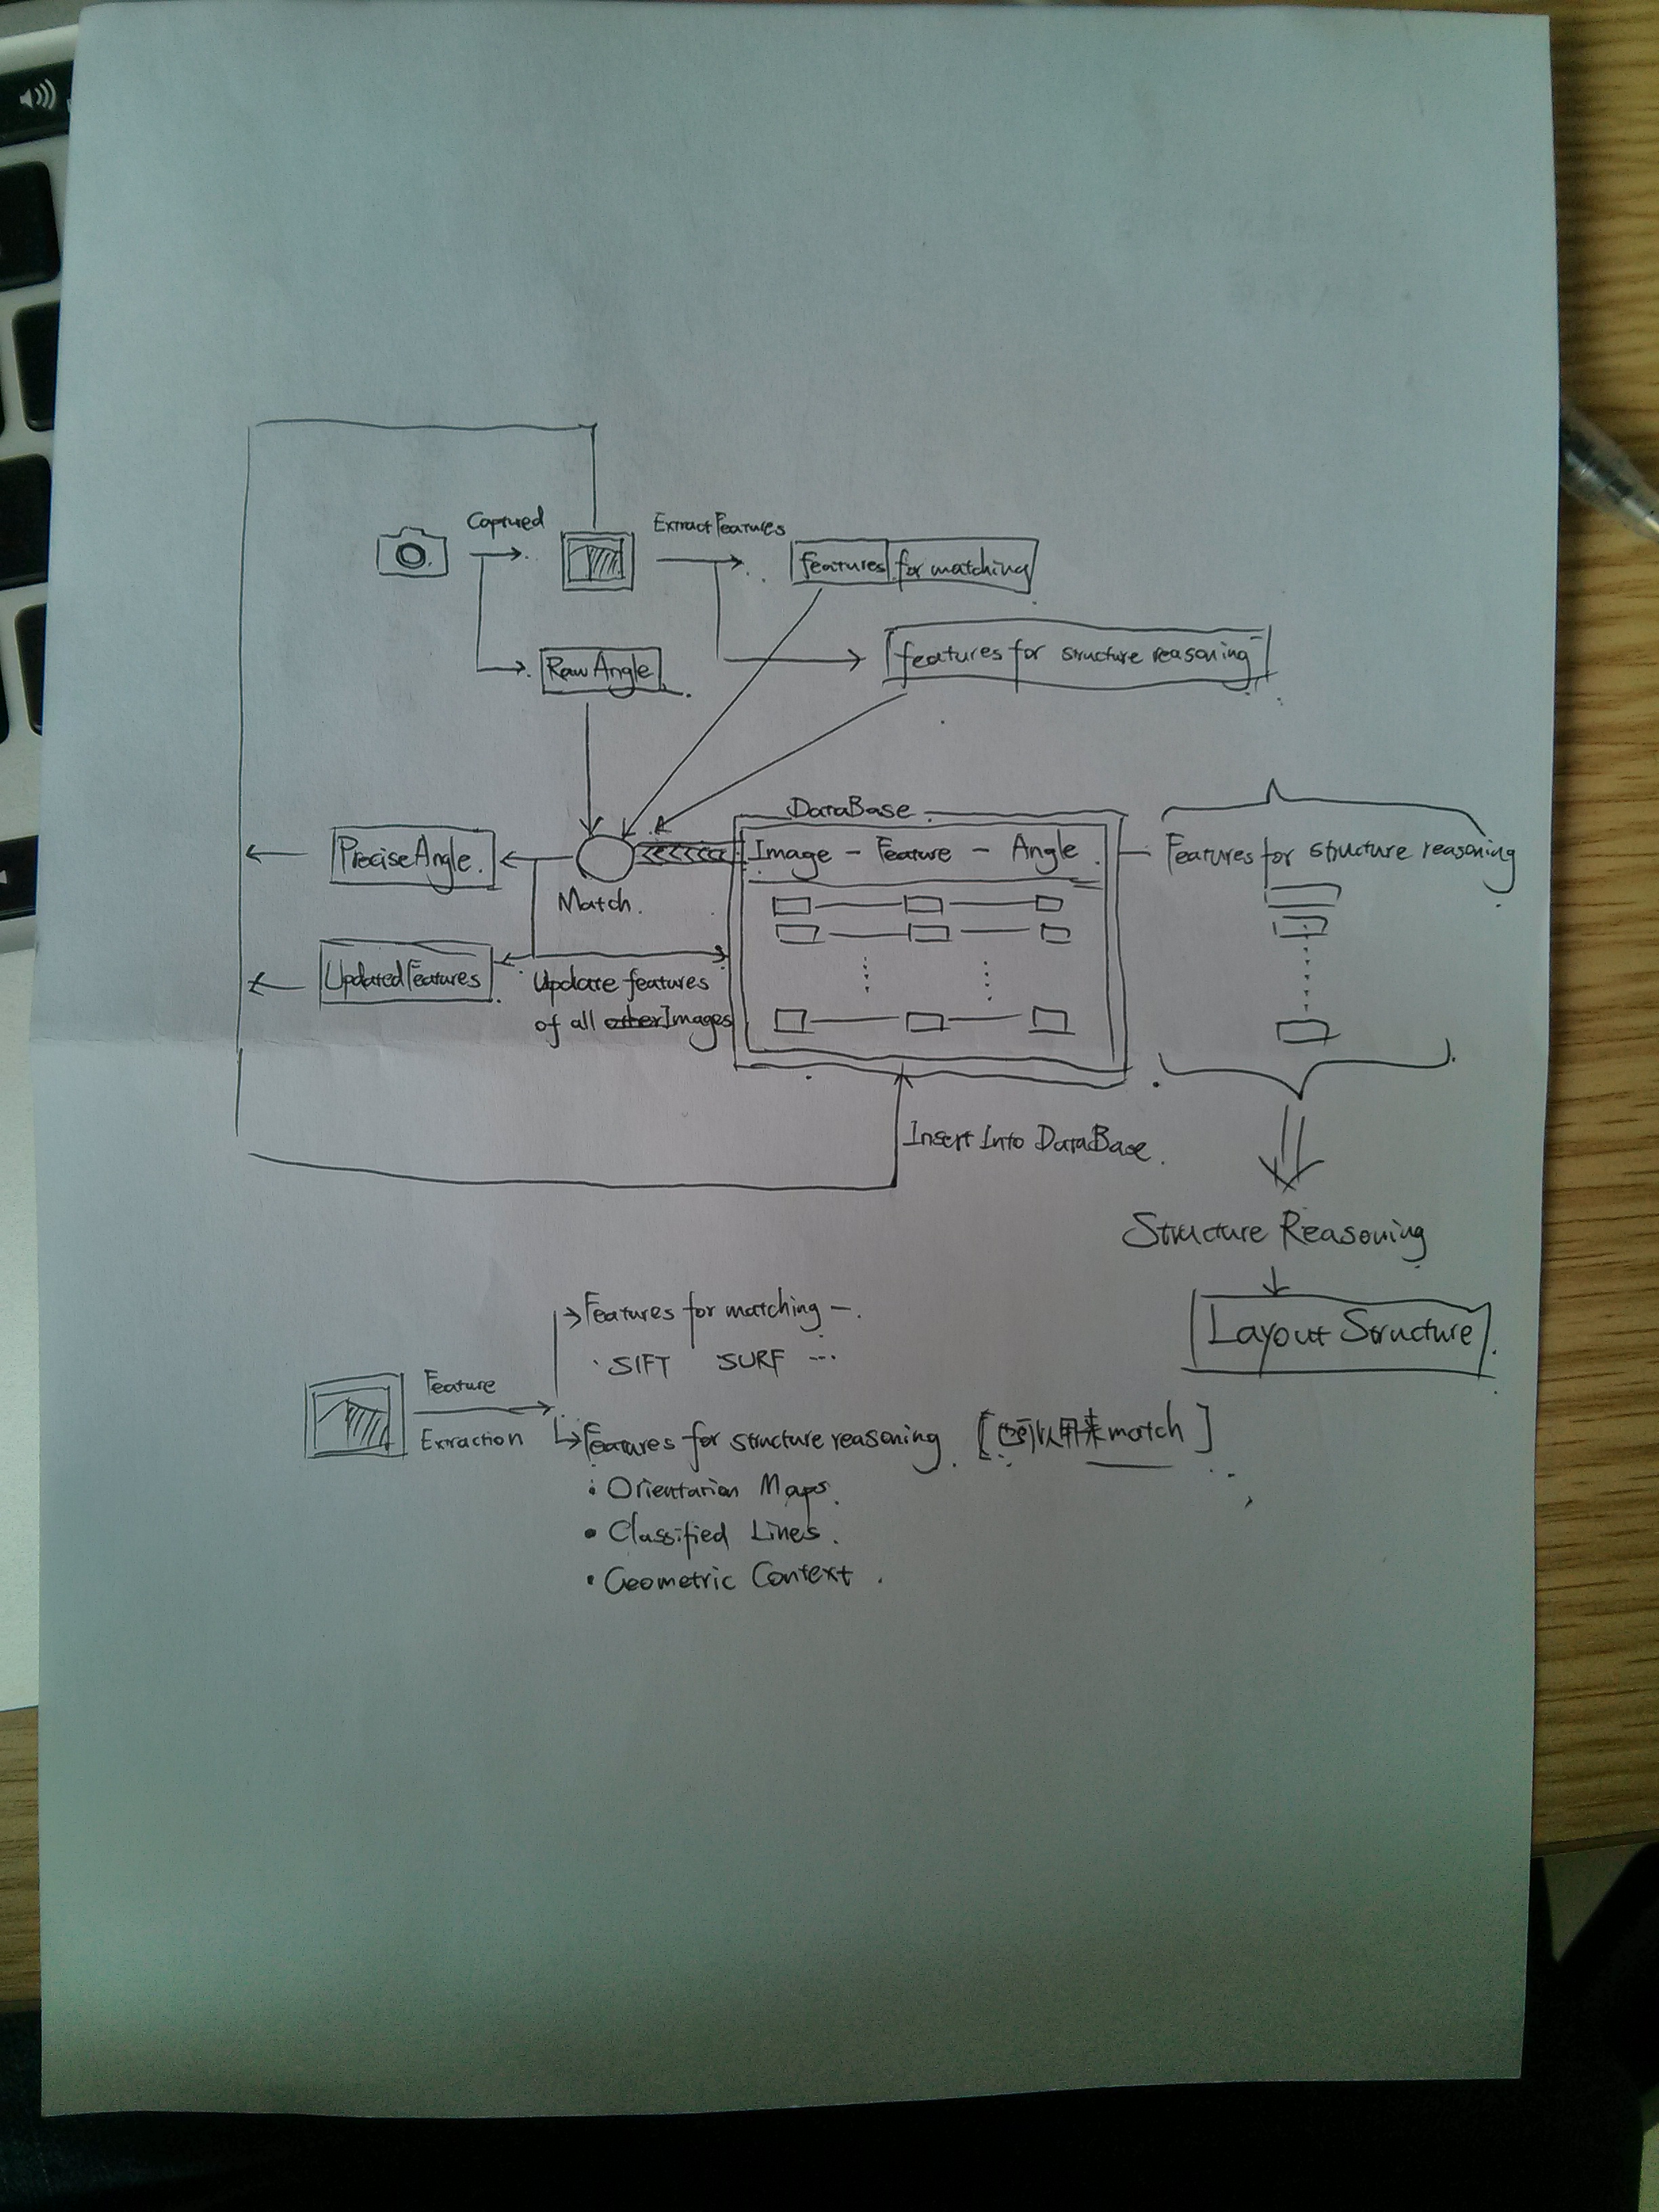 Captured
Extract Features
features for matching
Raw Angle
features for structure reasoning
DataBase
Precise Angle.
Match.
Image - Feature - Angle
Features for structure reasoning
Updated Features
Update features
of all other Images
Insert Into DataBase.
Structure Reasoning
Layout Structure
Features for matching -.
SIFT SURF ...
Feature
Extraction
Features for structure reasoning. [也可以用来match]
• Orientation Maps.
• Classified Lines.
• Geometric Context.